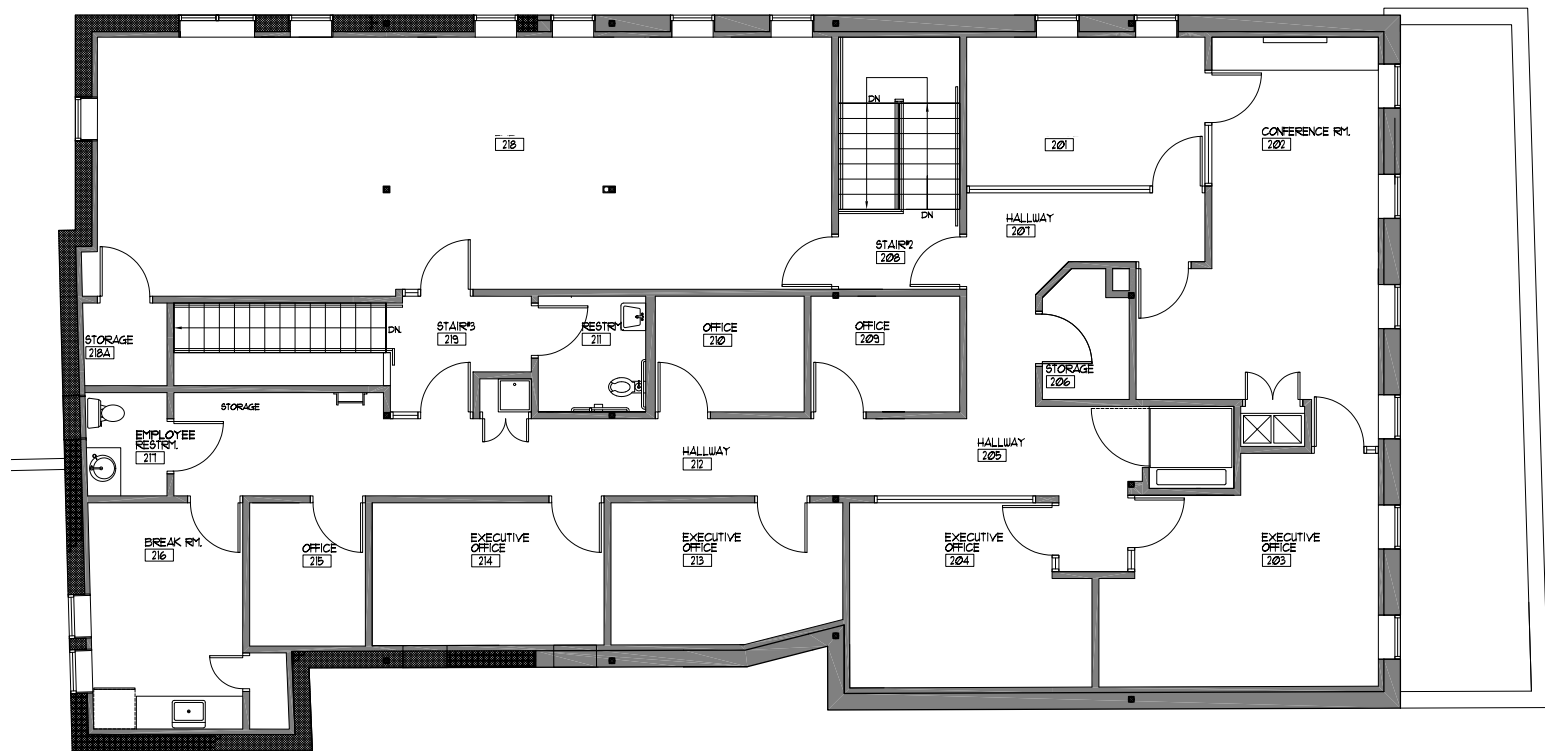 DN
218
201
CONFERENCE RM.
202
DN
HALLWAY
207
STAIR#2
208
STORAGE
218A
DN.
STAIR#3
219
RESTRM.
211
OFFICE
210
OFFICE
209
STORAGE
206
STORAGE
EMPLOYEE
RESTRM.
217
HALLWAY
212
HALLWAY
205
BREAK RM.
216
OFFICE
215
EXECUTIVE
OFFICE
214
EXECUTIVE
OFFICE
213
EXECUTIVE
OFFICE
204
EXECUTIVE
OFFICE
203